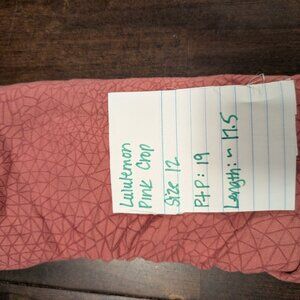 Lululemon
Pink Crop
Size 12
P+P: 19
Length: ~ 17.5